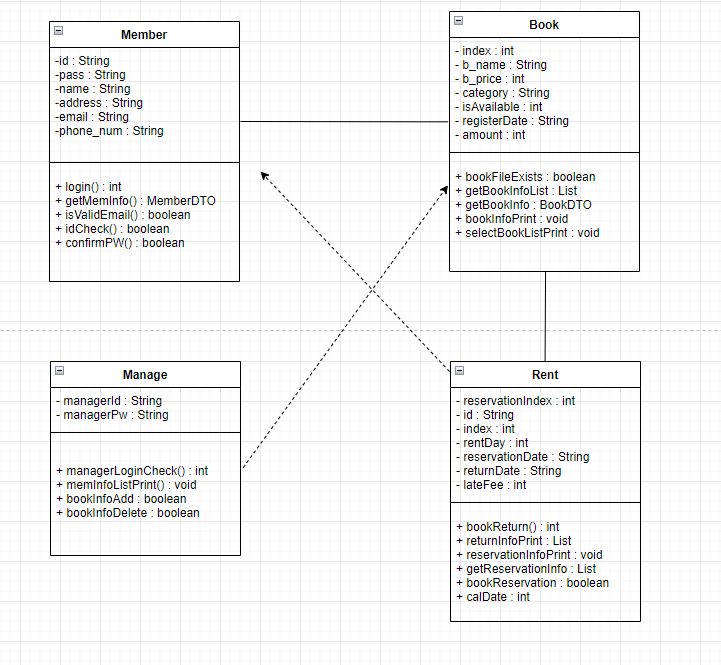 Member
-id : String
-pass : String
-name : String
-address : String
-email : String
-phone_num : String
+ login() : int
+ getMemInfo() : MemberDTO
+ isValidEmail() : boolean
+ idCheck() : boolean
+ confirmPW() : boolean
Book
- index : int
- b_name : String
- b_price : int
- category : String
- isAvailable : int
- registerDate : String
- amount : int
+ bookFileExists : boolean
+ getBookInfoList : List
+ getBookInfo : BookDTO
+ bookInfoPrint : void
+ selectBookListPrint : void
Manage
- managerId : String
- managerPw : String
+ managerLoginCheck() : int
+ memInfoListPrint() : void
+ bookInfoAdd : boolean
+ bookInfoDelete : boolean
Rent
- reservationIndex : int
- id : String
- index : int
- rentDay : int
- reservationDate : String
- returnDate : String
- lateFee : int
+ bookReturn() : int
+ returnInfoPrint : List
+ reservationInfoPrint : void
+ getReservationInfo : List
+ bookReservation : boolean
+ calDate : int